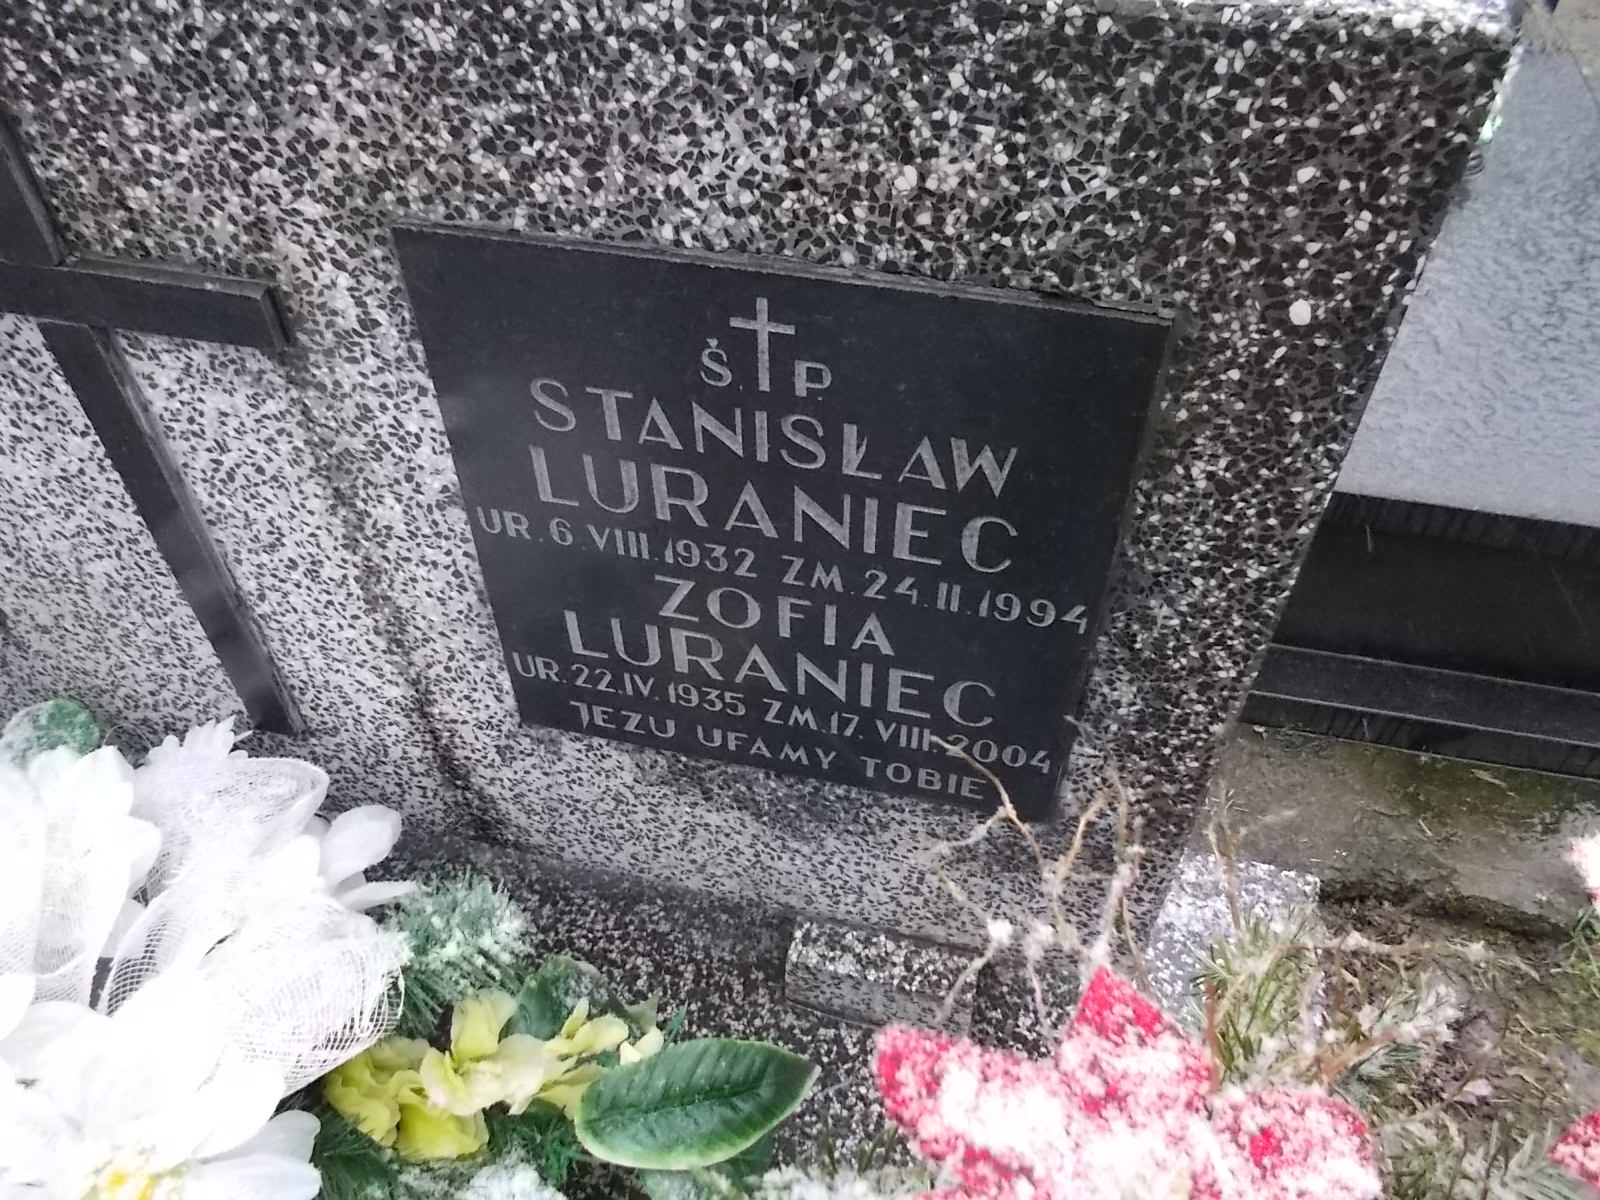 Ś.P.
STANISŁAW
LURANIEC
UR.6.VIII.1932 ZM.24.II.1994
ZOFIA
LURANIEC
UR.22.IV.1935 ZM.17.VIII.2004
JEZU UFAMY TOBIE